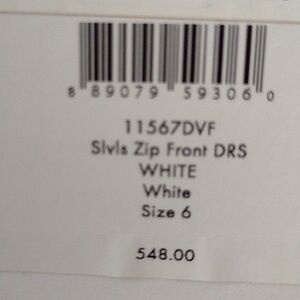 8 89079 59306 0
11567DVF
Slvls Zip Front DRS
WHITE
White
Size 6
548.00